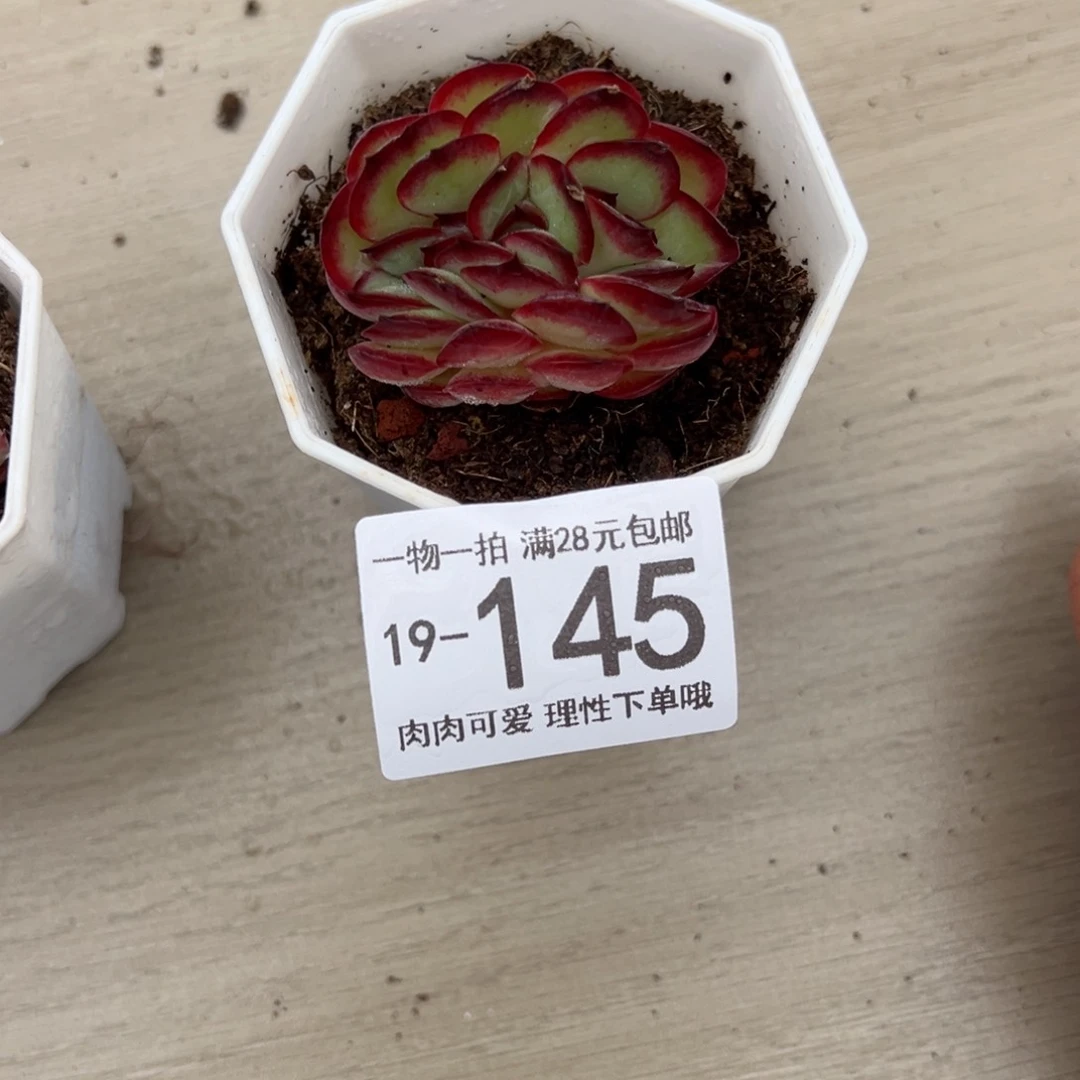 一物一拍 满28元包邮
19-145
肉肉可爱 理性下单哦